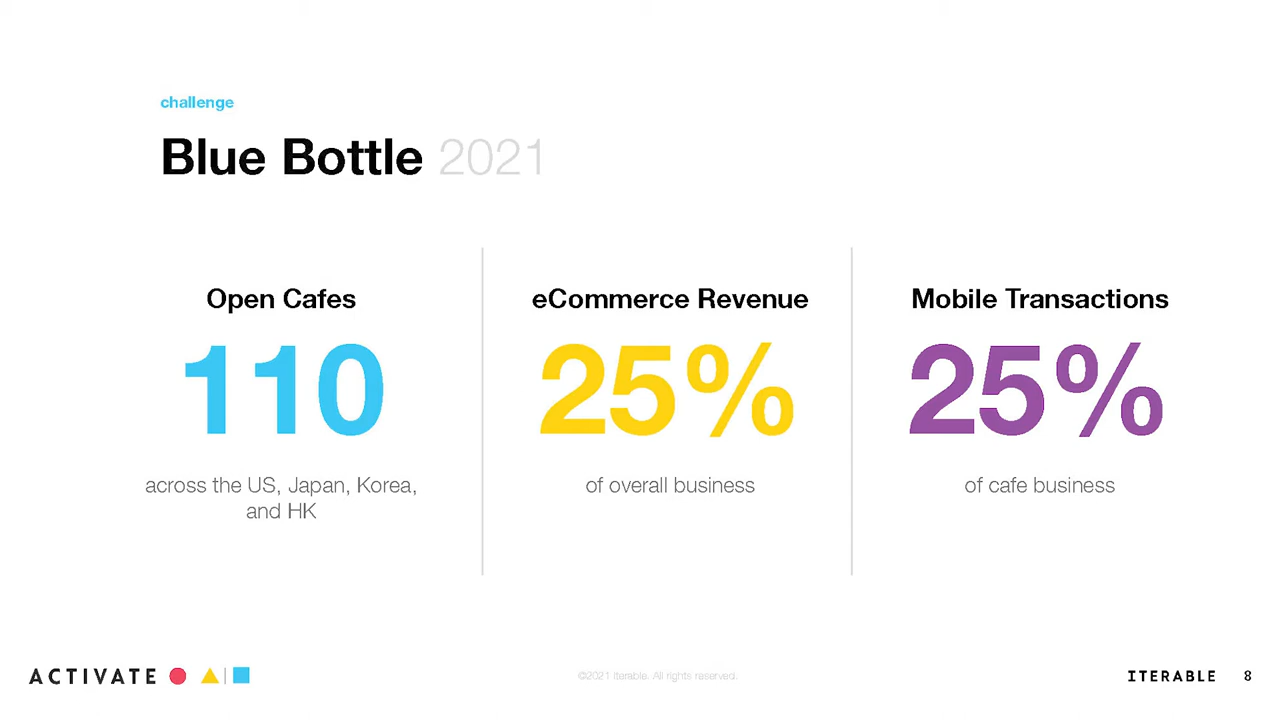 challenge
Blue Bottle 2021
Open Cafes
110
across the US, Japan, Korea,
and HK
eCommerce Revenue
25%
of overall business
Mobile Transactions
25%
of cafe business
ACTIVATE
©2021 Iterable. All rights reserved.
ITERABLE 8